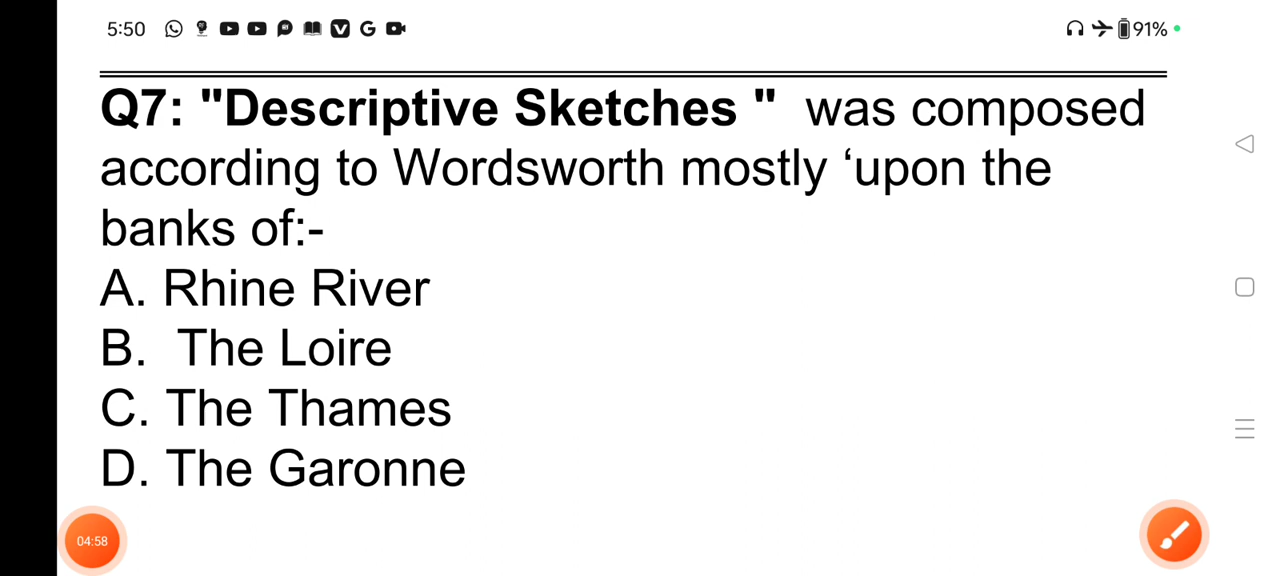 5:50 91%
Q7: "Descriptive Sketches " was composed
according to Wordsworth mostly ‘upon the
banks of:-
A. Rhine River
B. The Loire
C. The Thames
D. The Garonne
04:58